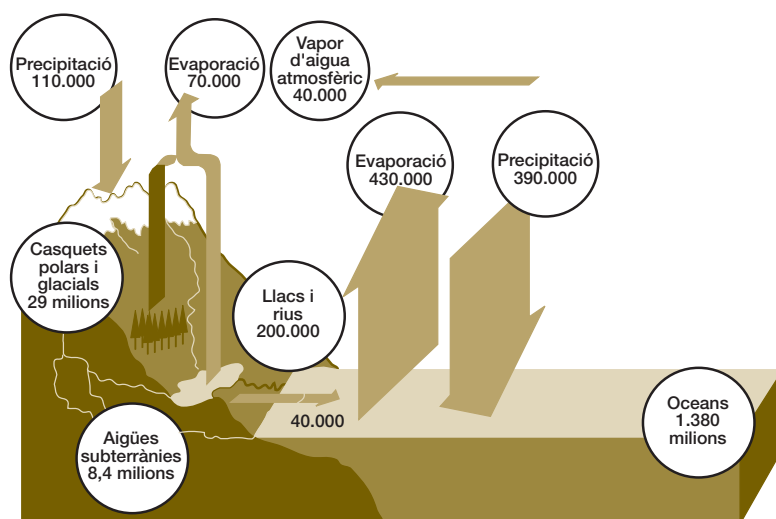 Precipitació
110.000
Evaporació
70.000
Vapor
d'aigua
atmosfèric
40.000
Evaporació
430.000
Precipitació
390.000
Casquets
polars i
glacials
29 milions
Llacs i
rius
200.000
40.000
Aigües
subterrànies
8,4 milions
Oceans
1.380
milions